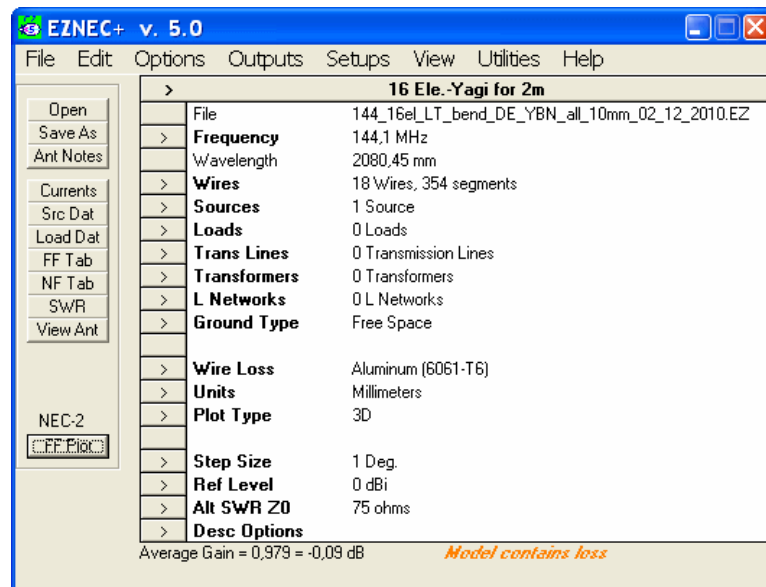 EZNEC+ v. 5.0
File Edit Options Outputs Setups View Utilities Help
> 16 Ele.-Yagi for 2m
Open
Save As
Ant Notes
Currents
Src Dat
Load Dat
FF Tab
NF Tab
SWR
View Ant
NEC-2
FF Plot
File 144_16el_LT_bend_DE_YBN_all_10mm_02_12_2010.EZ
> Frequency 144,1 MHz
Wavelength 2080,45 mm
> Wires 18 Wires, 354 segments
> Sources 1 Source
> Loads 0 Loads
> Trans Lines 0 Transmission Lines
> Transformers 0 Transformers
> L Networks 0 L Networks
> Ground Type Free Space
> Wire Loss Aluminum (6061-T6)
> Units Millimeters
> Plot Type 3D
> Step Size 1 Deg.
> Ref Level 0 dBi
> Alt SWR Z0 75 ohms
> Desc Options
Average Gain = 0,979 = -0,09 dB Model contains loss